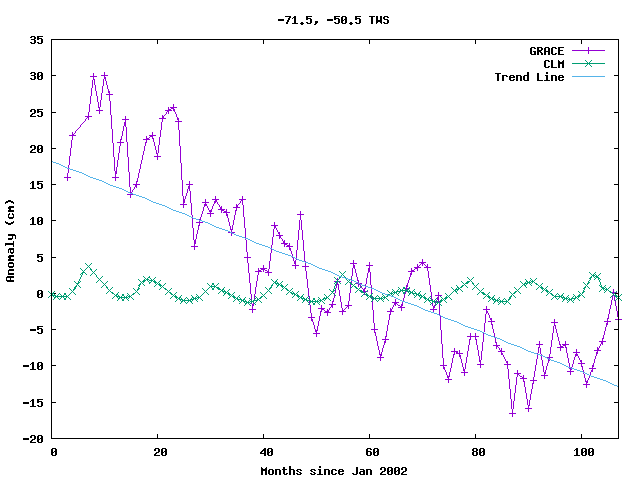 -71.5, -50.5 TWS
GRACE
CLM
Trend Line
35
30
25
20
15
10
5
0
-5
-10
-15
-20
Anomaly (cm)
0 20 40 60 80 100
Months since Jan 2002